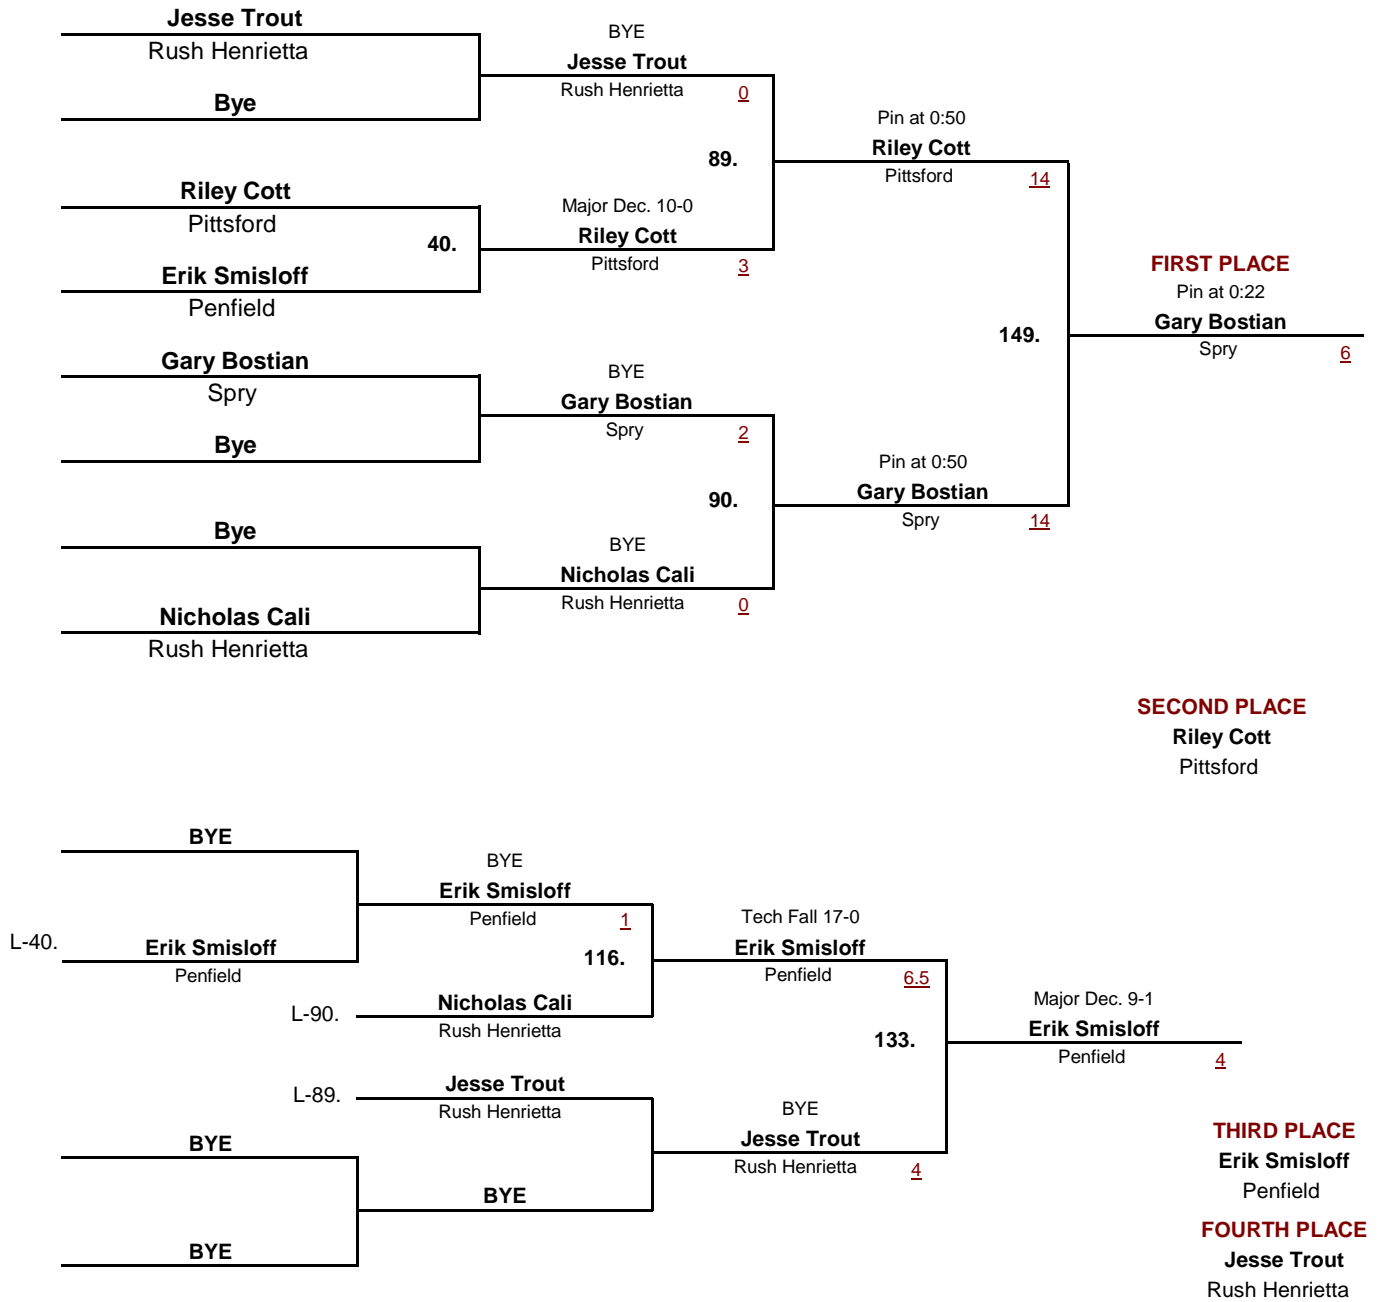 Jesse Trout
Rush Henrietta
Bye
BYE
Jesse Trout
Rush Henrietta 0
89.
Pin at 0:50
Riley Cott
Pittsford 14
Riley Cott
Pittsford
40.
Erik Smisloff
Penfield
Major Dec. 10-0
Riley Cott
Pittsford 3
FIRST PLACE
Pin at 0:22
Gary Bostian
Spry 6
149.
Gary Bostian
Spry
Bye
BYE
Gary Bostian
Spry 2
90.
Pin at 0:50
Gary Bostian
Spry 14
Bye
Nicholas Cali
Rush Henrietta
BYE
Nicholas Cali
Rush Henrietta 0
SECOND PLACE
Riley Cott
Pittsford
BYE
L-40.
Erik Smisloff
Penfield
BYE
Erik Smisloff
Penfield 1
116.
L-90.
Nicholas Cali
Rush Henrietta
Tech Fall 17-0
Erik Smisloff
Penfield 6.5
133.
Major Dec. 9-1
Erik Smisloff
Penfield 4
L-89.
Jesse Trout
Rush Henrietta
BYE
Jesse Trout
Rush Henrietta 4
BYE
BYE
BYE
THIRD PLACE
Erik Smisloff
Penfield
FOURTH PLACE
Jesse Trout
Rush Henrietta